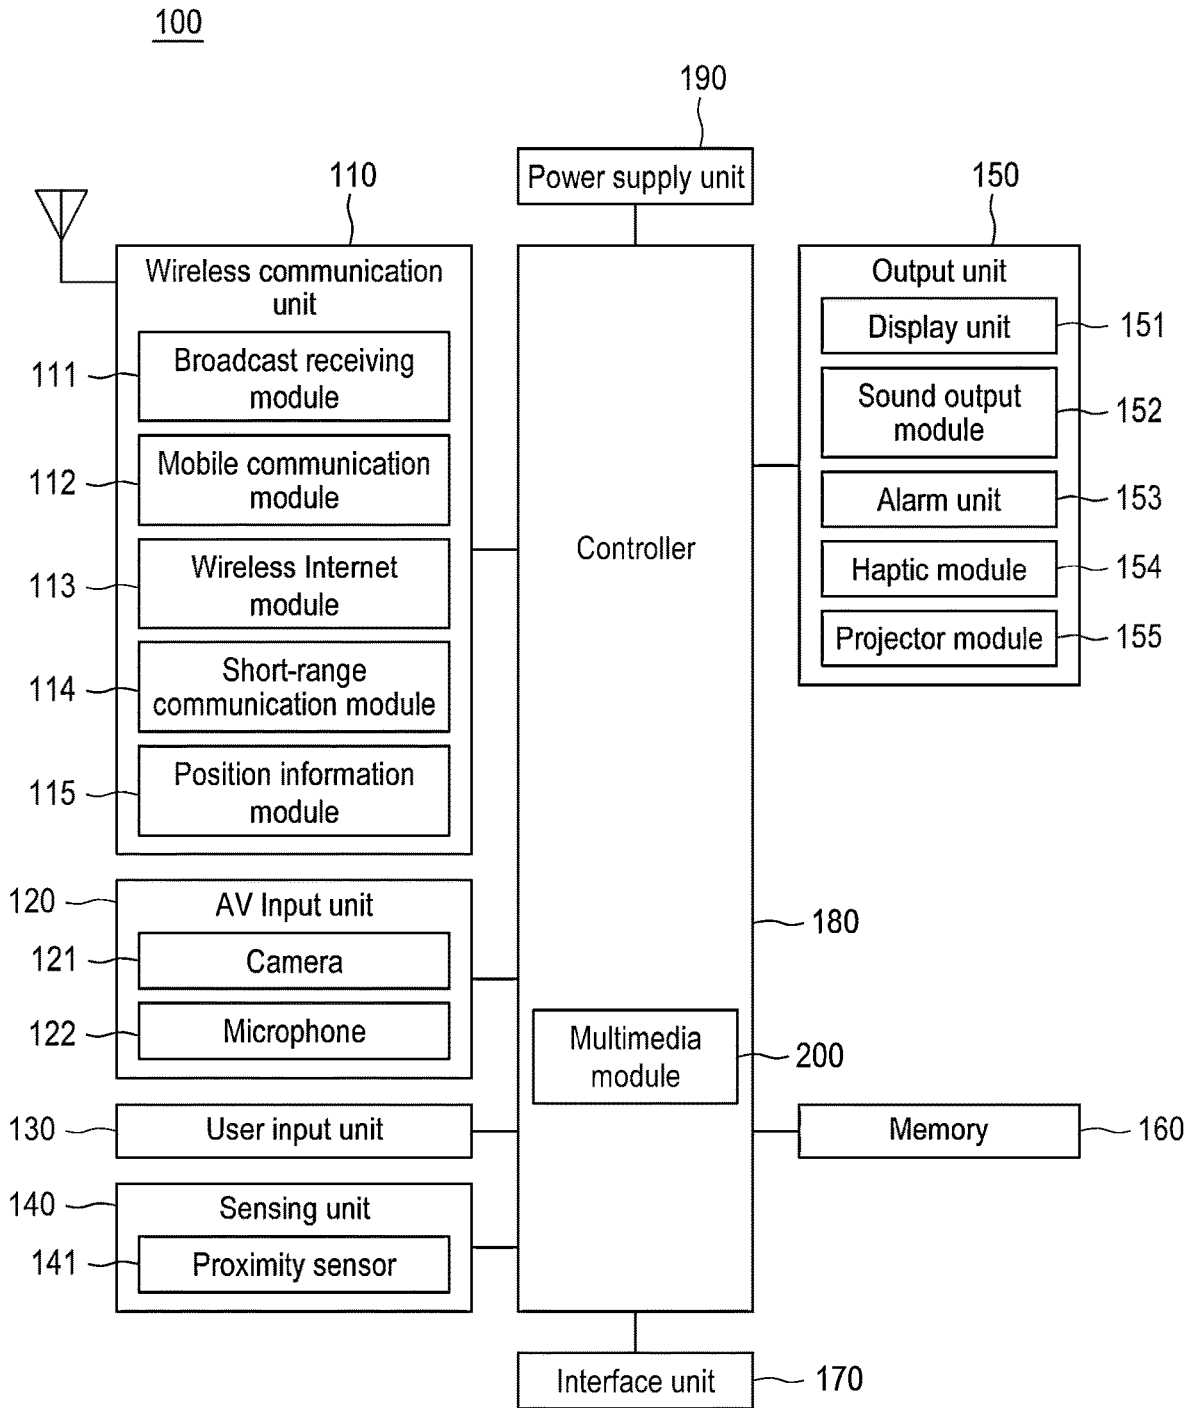 100
190
Power supply unit
110
Wireless communication
unit
111
Broadcast receiving
module
112
Mobile communication
module
113
Wireless Internet
module
114
Short-range
communication module
115
Position information
module
120
AV Input unit
121
Camera
122
Microphone
130
User input unit
140
Sensing unit
141
Proximity sensor
Controller
180
Multimedia
module
200
150
Output unit
Display unit
151
Sound output
module
152
Alarm unit
153
Haptic module
154
Projector module
155
Memory
160
Interface unit
170